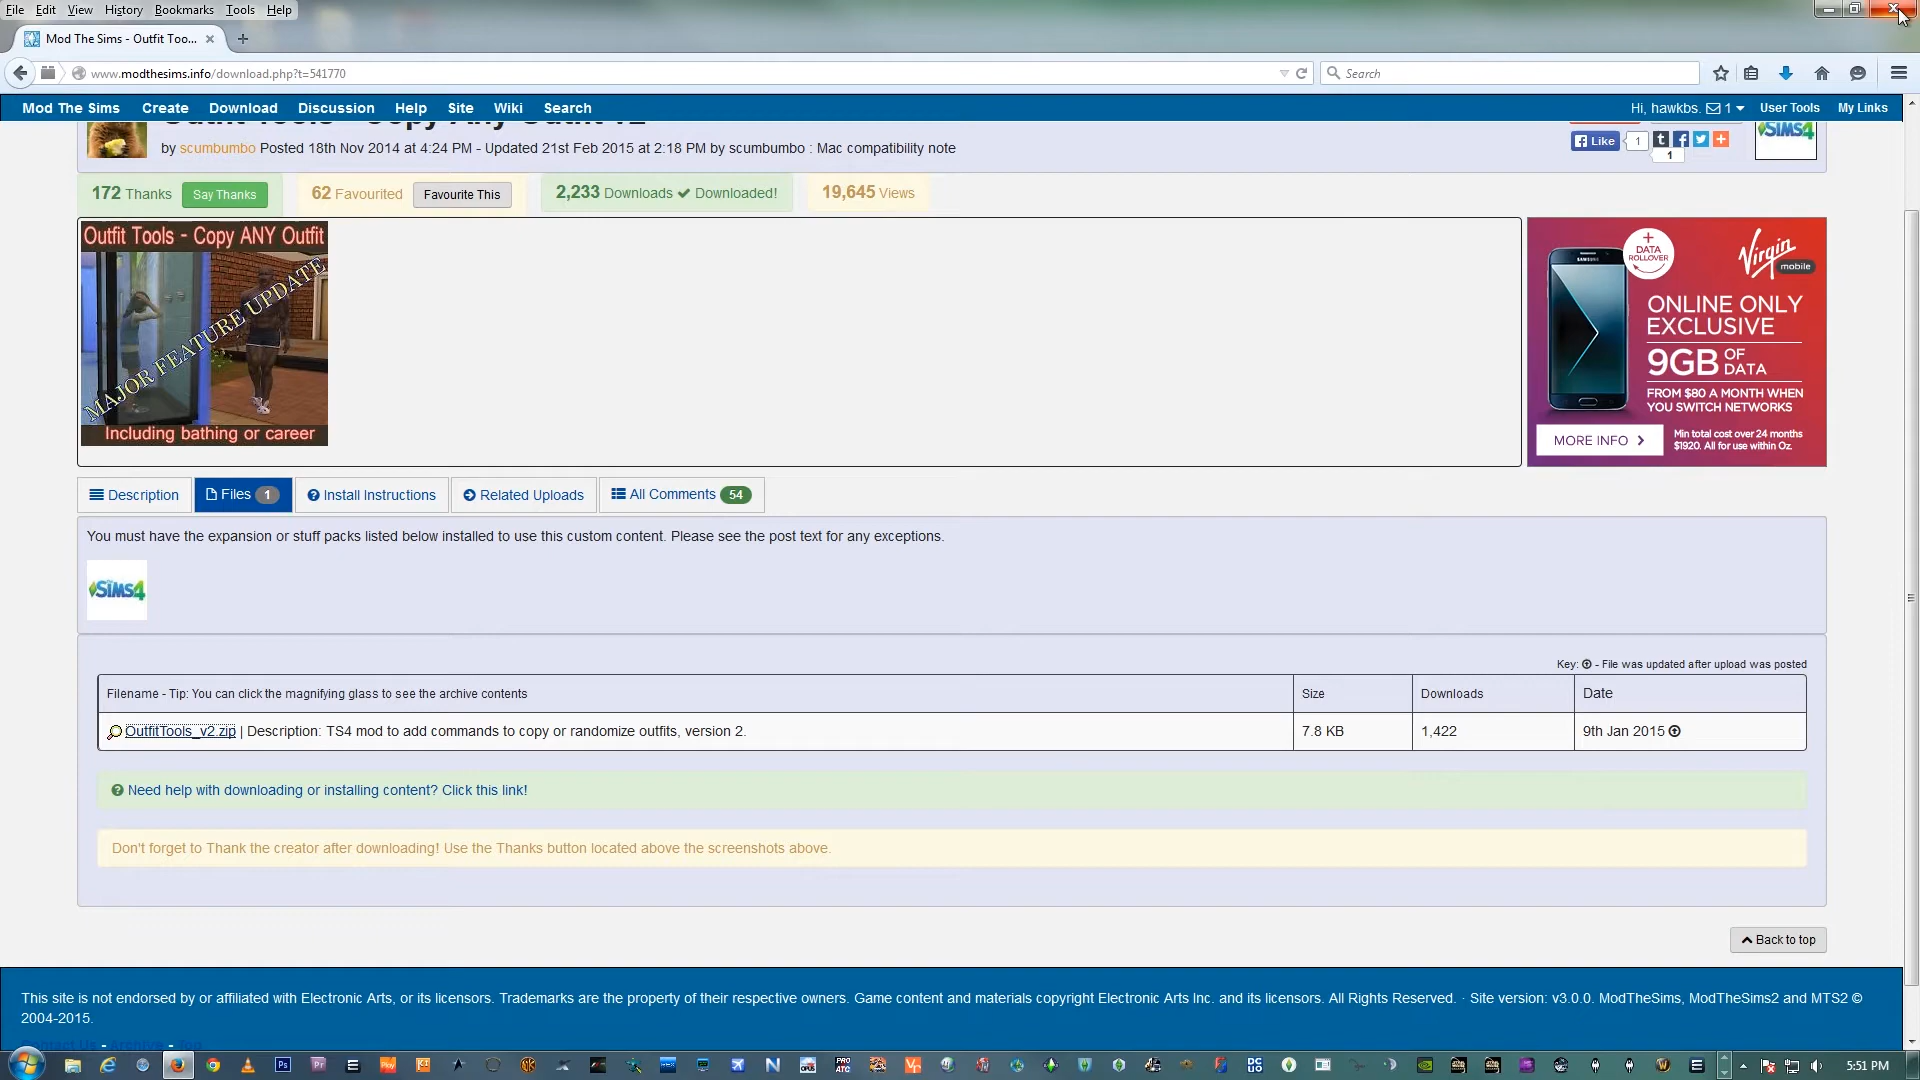 File Edit View History Bookmarks Tools Help
Mod The Sims - Outfit Too...
www.modthesims.info/download.php?t=541770
Search
Mod The Sims Create Download Discussion Help Site Wiki Search
Hi, hawkbs. 1 User Tools My Links
Outfit Tools - Copy Any Outfit v2
by scumbumbo Posted 18th Nov 2014 at 4:24 PM - Updated 21st Feb 2015 at 2:18 PM by scumbumbo : Mac compatibility note
Like 1
1
SIMS4
172 Thanks Say Thanks 62 Favourited Favourite This 2,233 Downloads ✔ Downloaded! 19,645 Views
Outfit Tools - Copy ANY Outfit
MAJOR FEATURE UPDATE
Including bathing or career
+ DATA ROLLOVER
Virgin mobile
SAMSUNG
ONLINE ONLY
EXCLUSIVE
9GB OF DATA
FROM $80 A MONTH WHEN
YOU SWITCH NETWORKS
MORE INFO >
Min total cost over 24 months
$1920. All for use within Oz.
Description Files 1 Install Instructions Related Uploads All Comments 54
You must have the expansion or stuff packs listed below installed to use this custom content. Please see the post text for any exceptions.
SIMS4
Key: - File was updated after upload was posted
Filename - Tip: You can click the magnifying glass to see the archive contents Size Downloads Date
OutfitTools_v2.zip | Description: TS4 mod to add commands to copy or randomize outfits, version 2. 7.8 KB 1,422 9th Jan 2015
Need help with downloading or installing content? Click this link!
Don't forget to Thank the creator after downloading! Use the Thanks button located above the screenshots above.
Back to top
This site is not endorsed by or affiliated with Electronic Arts, or its licensors. Trademarks are the property of their respective owners. Game content and materials copyright Electronic Arts Inc. and its licensors. All Rights Reserved. · Site version: v3.0.0. ModTheSims, ModTheSims2 and MTS2 ©
2004-2015.
Contact Us - Archive - Top
5:51 PM